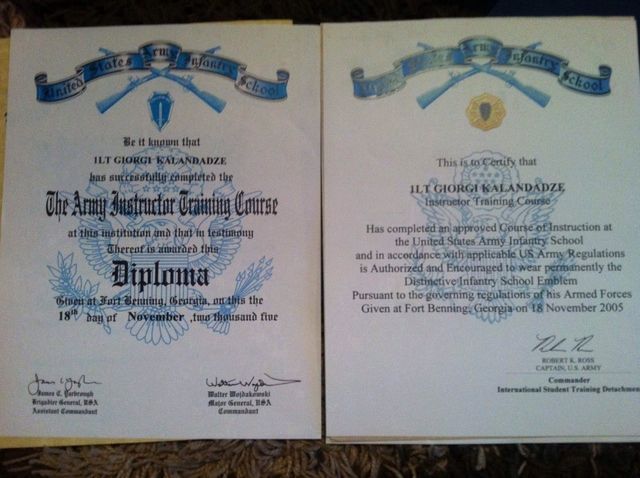 United States Army Infantry School
Be it known that
1LT GIORGI KALANDADZE
has successfully completed the
The Army Instructor Training Course
at this institution and that in testimony
Thereof is awarded this
Diploma
Given at Fort Benning, Georgia, on this the
18th day of November ,two thousand five
James C. Yarbrough
Brigadier General, USA
Assistant Commandant
Walter Wojdakowski
Major General, USA
Commandant
United States Army Infantry School
This is to Certify that
1LT GIORGI KALANDADZE
Instructor Training Course
Has completed an approved Course of Instruction at
the United States Army Infantry School
and in accordance with applicable US Army Regulations
is Authorized and Encouraged to wear permanently the
Distinctive Infantry School Emblem
Pursuant to the governing regulations of his Armed Forces
Given at Fort Benning, Georgia on 18 November 2005
ROBERT K. ROSS
CAPTAIN, U.S. ARMY
Commander
International Student Training Detachment